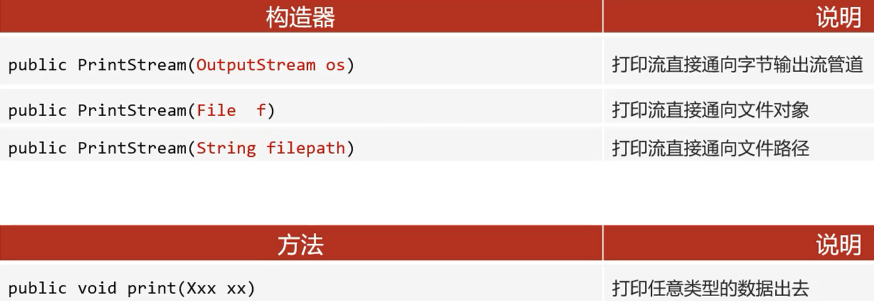 构造器 说明
public PrintStream(OutputStream os) 打印流直接通向字节输出流管道
public PrintStream(File  f) 打印流直接通向文件对象
public PrintStream(String filepath) 打印流直接通向文件路径
方法 说明
public void print(Xxx xx) 打印任意类型的数据出去